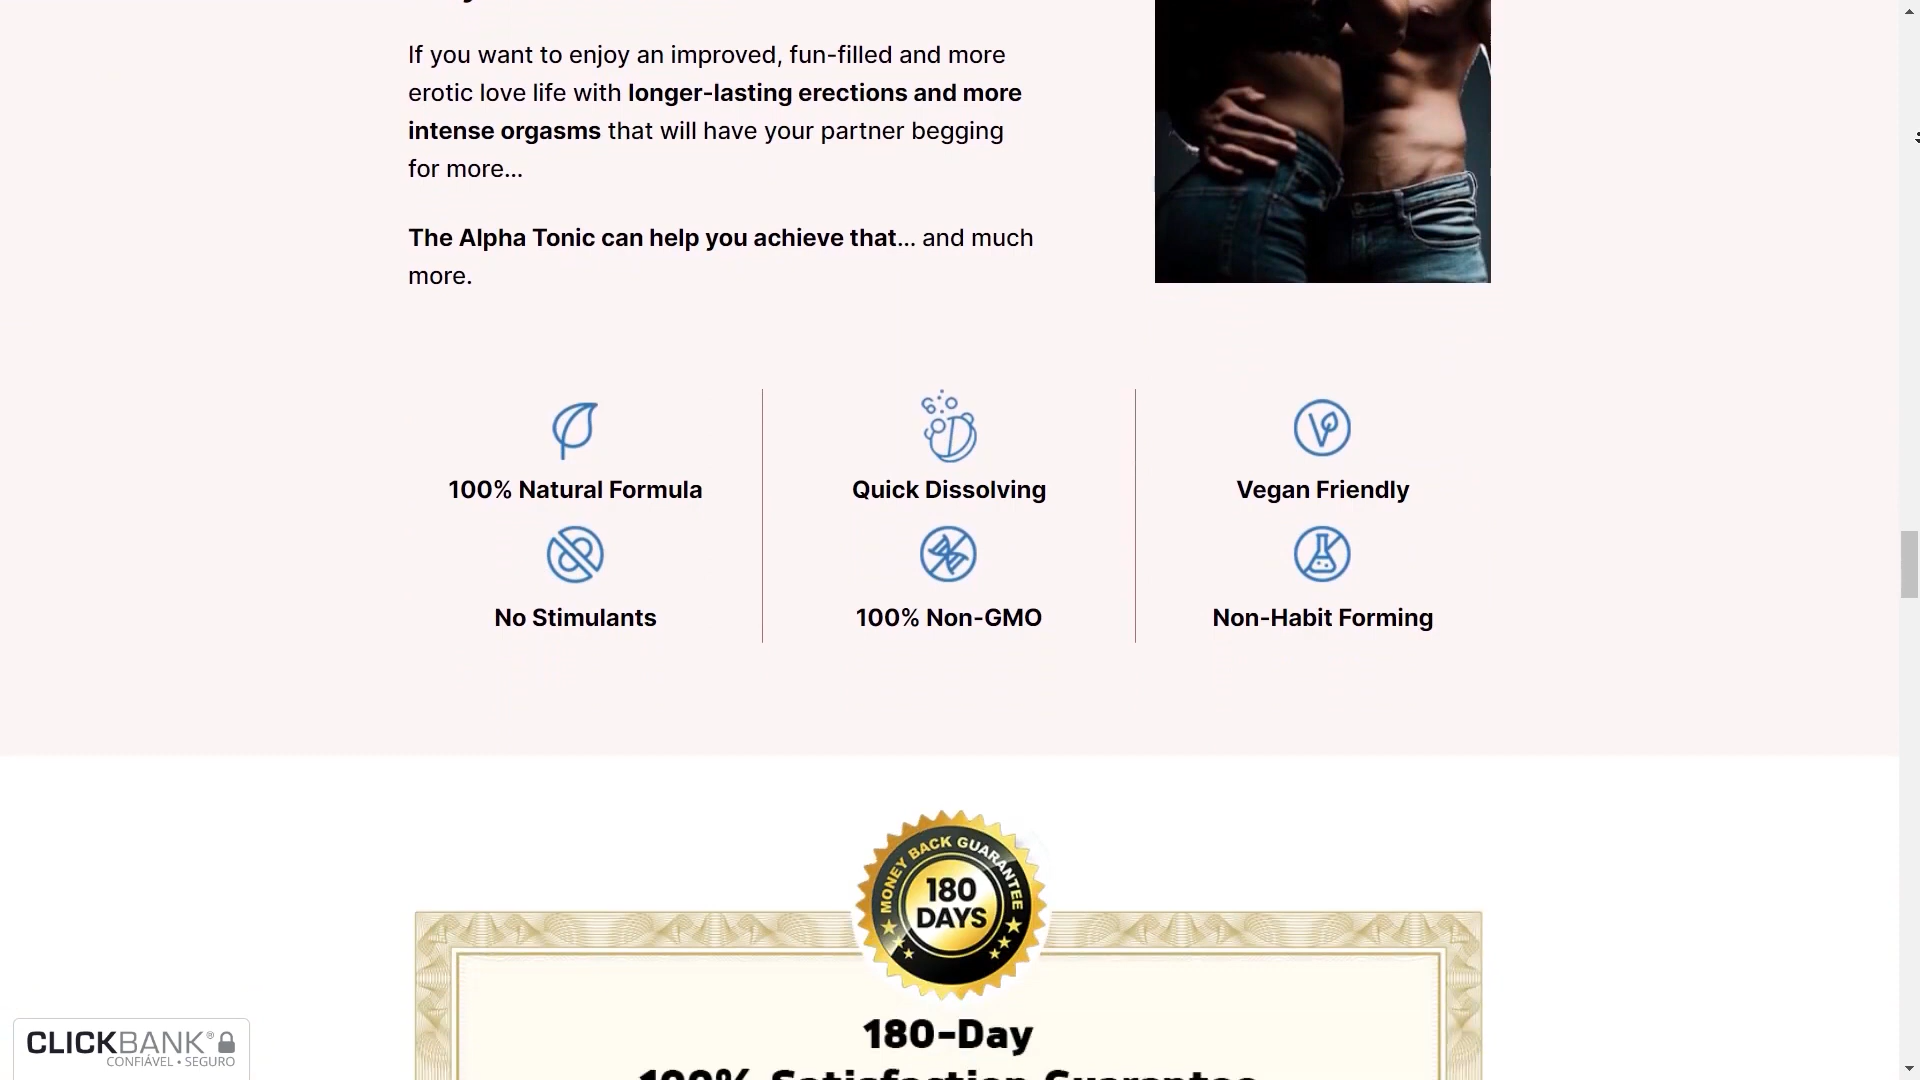 If you want to enjoy an improved, fun-filled and more
erotic love life with longer-lasting erections and more
intense orgasms that will have your partner begging
for more...
The Alpha Tonic can help you achieve that... and much
more.
100% Natural Formula
Quick Dissolving
Vegan Friendly
No Stimulants
100% Non-GMO
Non-Habit Forming
MONEY BACK GUARANTEE
180
DAYS
180-Day
100% Satisfaction Guarantee
CLICKBANK®
CONFIÁVEL • SEGURO